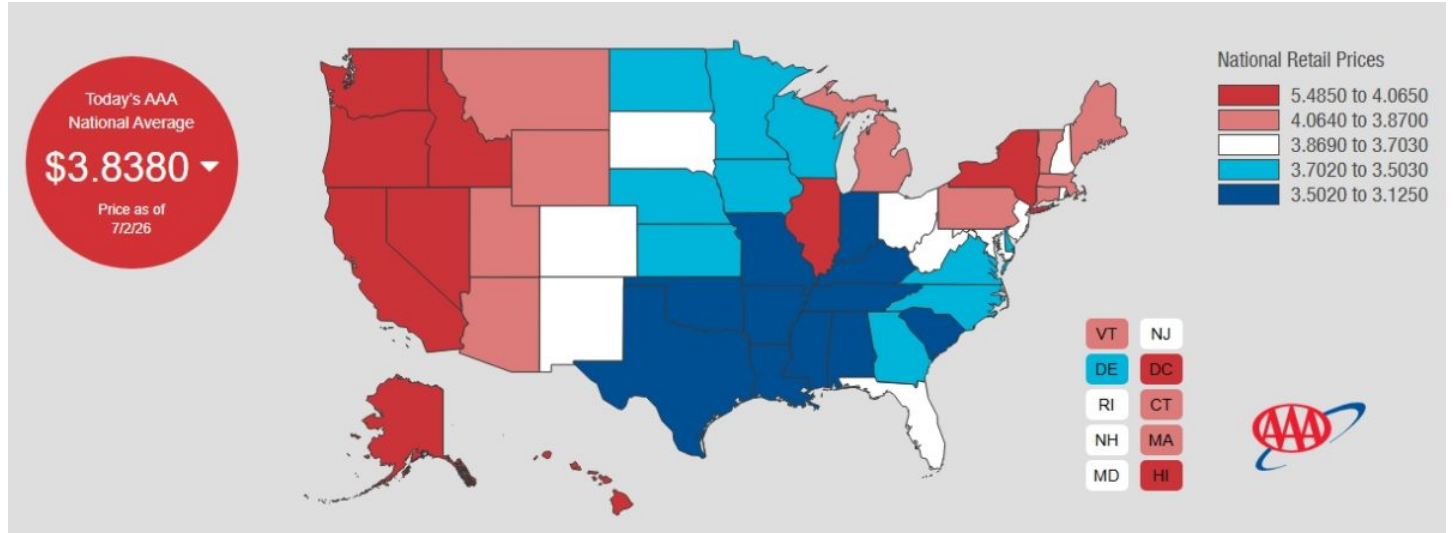 Today's AAA
National Average
$3.8380
Price as of
7/2/26
National Retail Prices
5.4850 to 4.0650
4.0640 to 3.8700
3.8690 to 3.7030
3.7020 to 3.5030
3.5020 to 3.1250
VT NJ
DE DC
RI CT
NH MA
MD HI
AAA